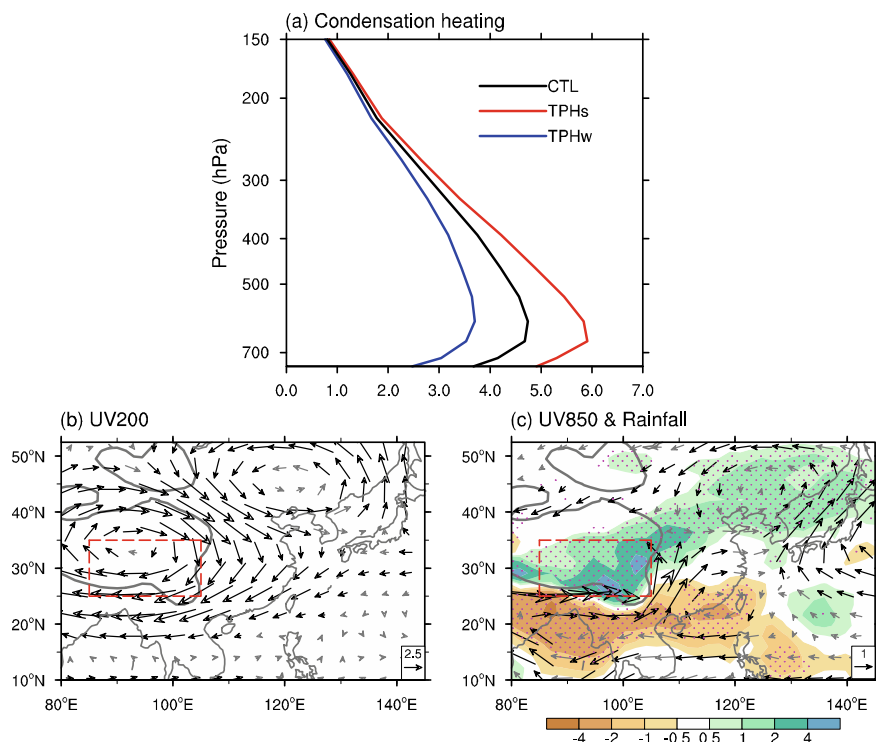 (a) Condensation heating
150
200
300
400
500
700
Pressure (hPa)
CTL
TPHs
TPHw
0.0 1.0 2.0 3.0 4.0 5.0 6.0 7.0
(b) UV200
50°N
40°N
30°N
20°N
10°N
80°E 100°E 120°E 140°E
2.5
(c) UV850 & Rainfall
50°N
40°N
30°N
20°N
10°N
80°E 100°E 120°E 140°E
1
-4 -2 -1 -0.5 0.5 1 2 4